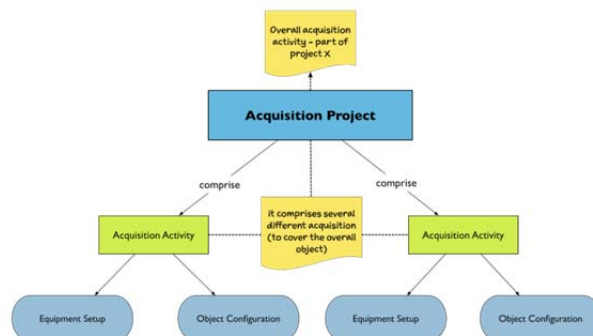 Overall acquisition
activity - part of
project X
Acquisition Project
comprise
comprise
it comprises several
different acquisition
(to cover the overall
object)
Acquisition Activity
Acquisition Activity
Equipment Setup
Object Configuration
Equipment Setup
Object Configuration